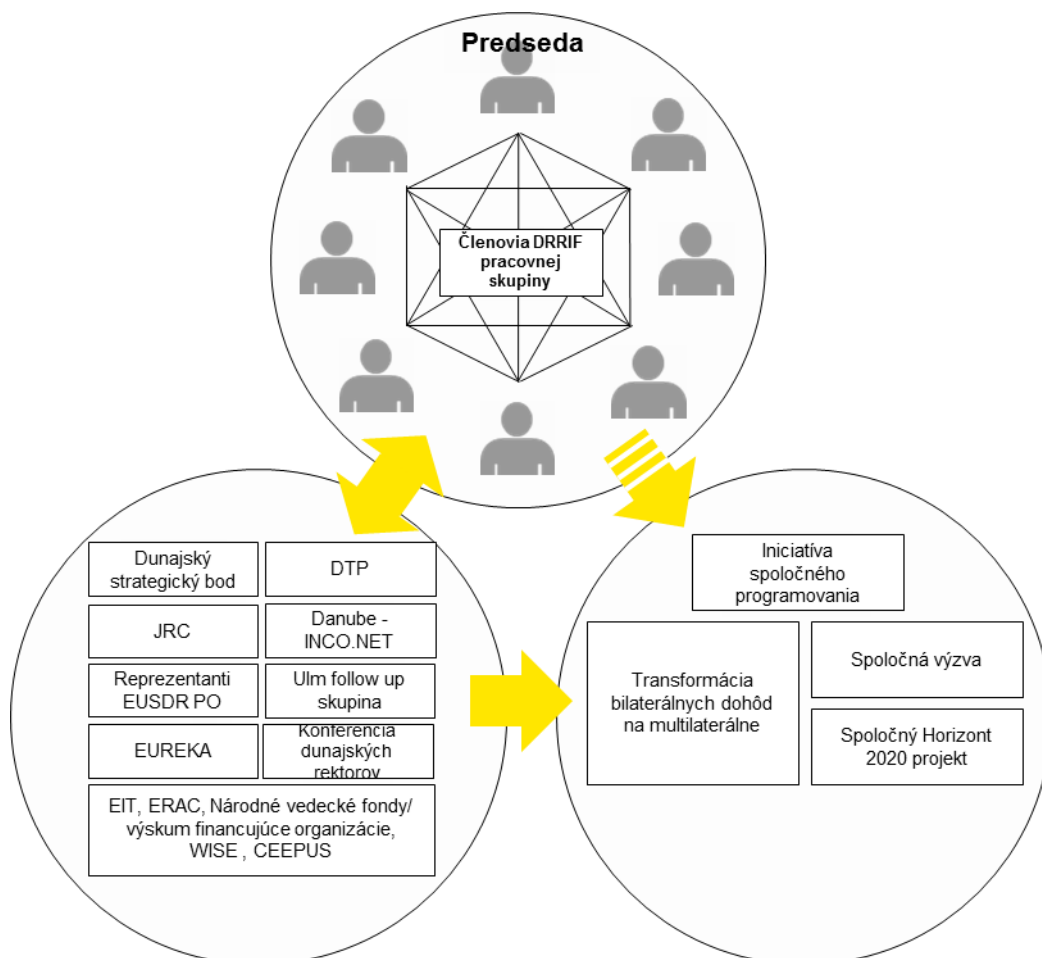 Predseda
Členovia DRRIF
pracovnej
skupiny
Dunajský
strategický bod
DTP
JRC
Danube -
INCO.NET
Reprezentanti
EUSDR PO
Ulm follow up
skupina
EUREKA
Konferencia
dunajských
rektorov
EIT, ERAC, Národné vedecké fondy/
výskum financujúce organizácie,
WISE , CEEPUS
Iniciatíva
spoločného
programovania
Transformácia
bilaterálnych dohôd
na multilaterálne
Spoločná výzva
Spoločný Horizont
2020 projekt